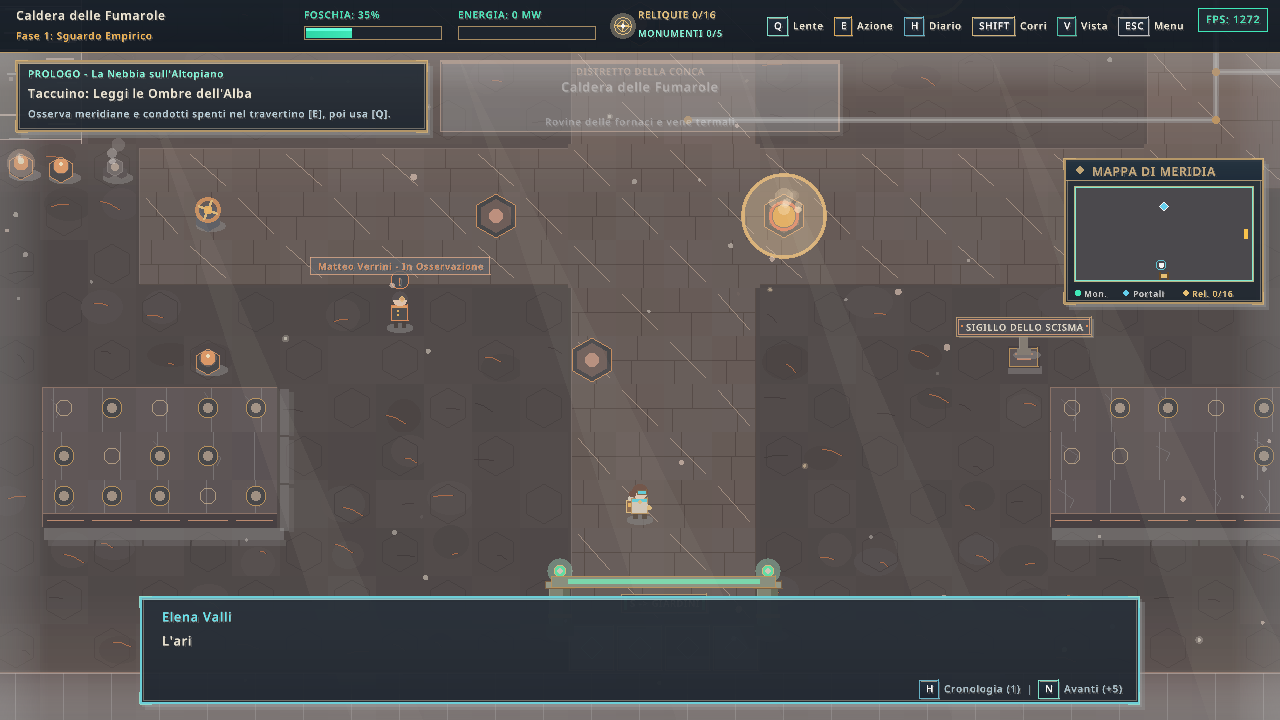 Caldera delle Fumarole
Fase 1: Sguardo Empirico
FOSCHIA: 35%
ENERGIA: 0 MW
RELIQUIE 0/16
MONUMENTI 0/5
Q Lente
E Azione
H Diario
SHIFT Corri
V Vista
ESC Menu
FPS: 1272
PROLOGO - La Nebbia sull'Altopiano
Taccuino: Leggi le Ombre dell'Alba
Osserva meridiane e condotti spenti nel travertino [E], poi usa [Q].
DISTRETTO DELLA CONCA
Caldera delle Fumarole
Rovine delle fornaci e vene termali.
MAPPA DI MERIDIA
Mon.
Portali
Rel. 0/16
Matteo Verrini - In Osservazione
SIGILLO DELLO SCISMA
Elena Valli
L'ari
H Cronologia (1) | N Avanti (+5)